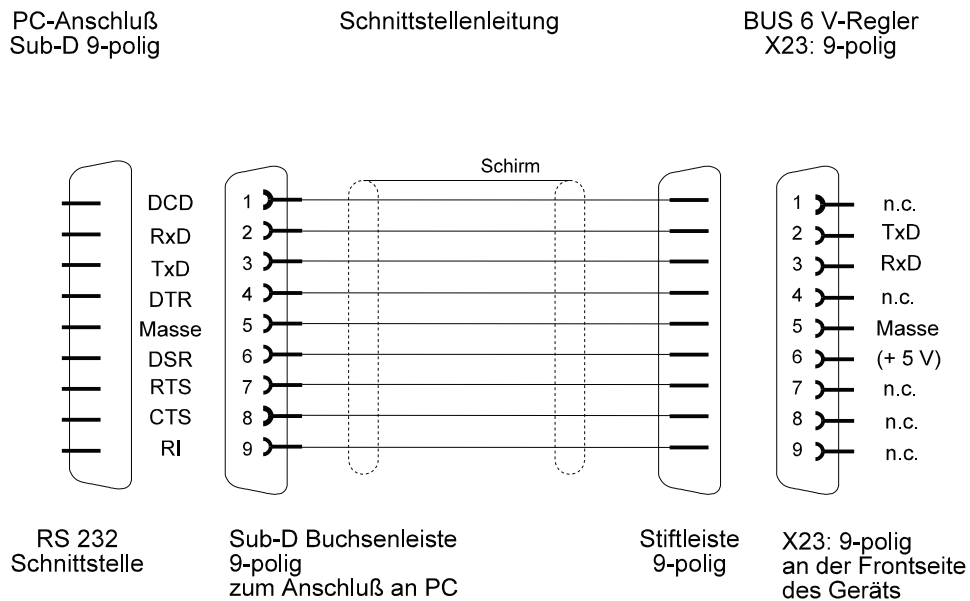 PC-Anschluß
Sub-D 9-polig
Schnittstellenleitung
BUS 6 V-Regler
X23: 9-polig
Schirm
DCD 1 1 n.c.
RxD 2 2 TxD
TxD 3 3 RxD
DTR 4 4 n.c.
Masse 5 5 Masse
DSR 6 6 (+ 5 V)
RTS 7 7 n.c.
CTS 8 8 n.c.
RI 9 9 n.c.
RS 232
Schnittstelle
Sub-D Buchsenleiste
9-polig
zum Anschluß an PC
Stiftleiste
9-polig
X23: 9-polig
an der Frontseite
des Geräts